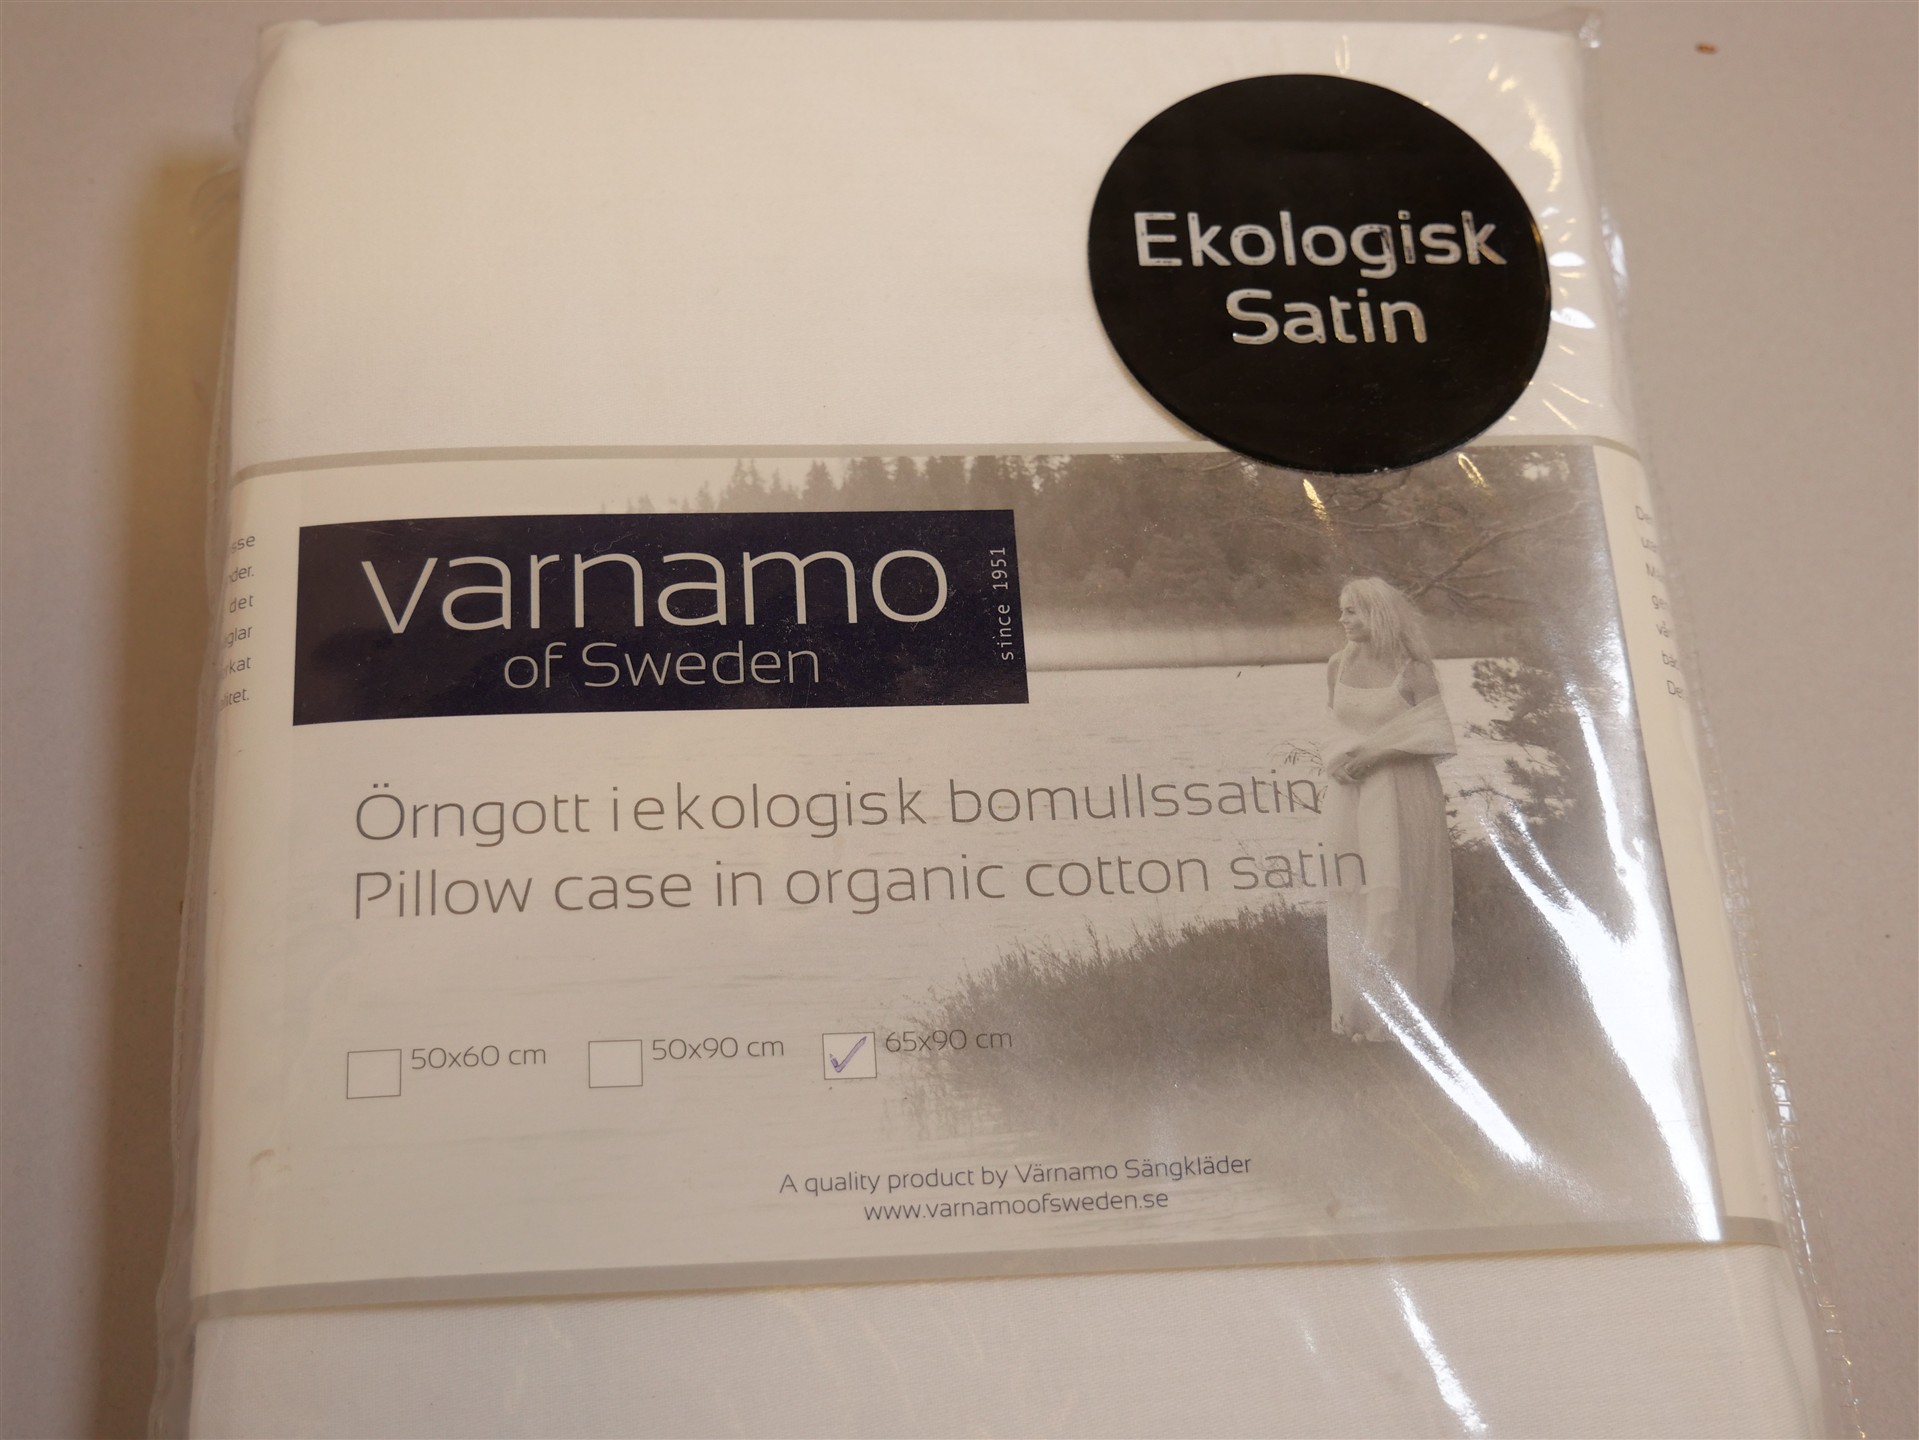 Ekologisk
Satin
varnamo
of Sweden
since 1951
det
Örngott i ekologisk bomullssatin
Pillow case in organic cotton satin
50x60 cm 50x90 cm 65x90 cm
A quality product by Värnamo Sängkläder
www.varnamoofsweden.se